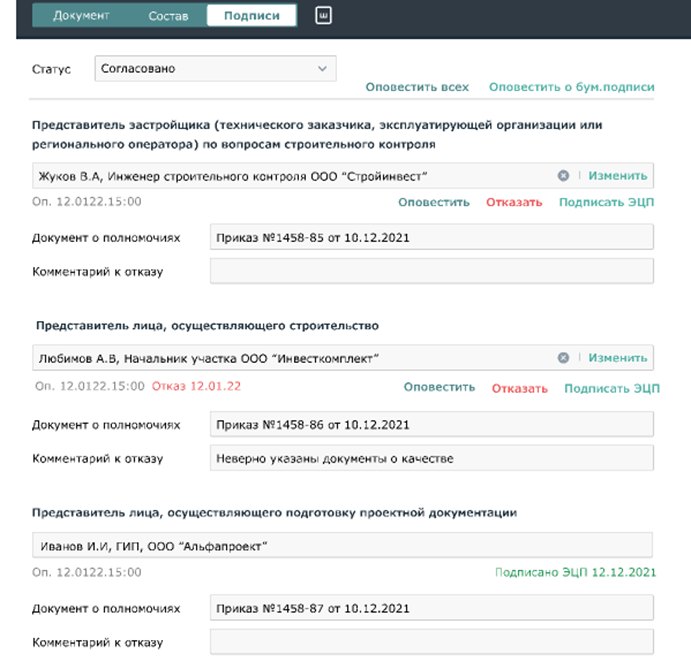 Документ Состав Подписи ш
Статус Согласовано
Оповестить всех Оповестить о бум.подписи
Представитель застройщика (технического заказчика, эксплуатирующей организации или
регионального оператора) по вопросам строительного контроля
Жуков В.А, Инженер строительного контроля ООО "Стройинвест" Изменить
Оп. 12.0122.15:00 Оповестить Отказать Подписать ЭЦП
Документ о полномочиях Приказ №1458-85 от 10.12.2021
Комментарий к отказу
Представитель лица, осуществляющего строительство
Любимов А.В, Начальник участка ООО "Инвесткомплект" Изменить
Оп. 12.0122.15:00 Отказ 12.01.22 Оповестить Отказать Подписать ЭЦП
Документ о полномочиях Приказ №1458-86 от 10.12.2021
Комментарий к отказу Неверно указаны документы о качестве
Представитель лица, осуществляющего подготовку проектной документации
Иванов И.И, ГИП, ООО "Альфапроект"
Оп. 12.0122.15:00 Подписано ЭЦП 12.12.2021
Документ о полномочиях Приказ №1458-87 от 10.12.2021
Комментарий к отказу